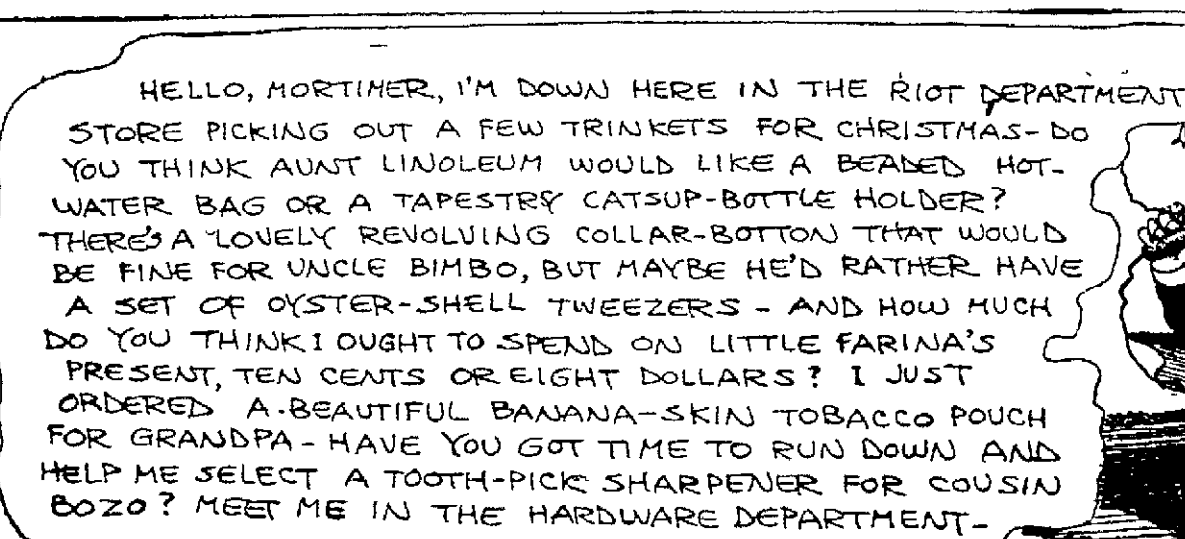 HELLO, MORTIMER, I'M DOWN HERE IN THE RIOT DEPARTMENT
STORE PICKING OUT A FEW TRINKETS FOR CHRISTMAS- DO
YOU THINK AUNT LINOLEUM WOULD LIKE A BEADED HOT-
WATER BAG OR A TAPESTRY CATSUP-BOTTLE HOLDER?
THERE'S A LOVELY REVOLVING COLLAR-BOTTON THAT WOULD
BE FINE FOR UNCLE BIMBO, BUT MAYBE HE'D RATHER HAVE
A SET OF OYSTER-SHELL TWEEZERS - AND HOW MUCH
DO YOU THINK I OUGHT TO SPEND ON LITTLE FARINA'S
PRESENT, TEN CENTS OR EIGHT DOLLARS? I JUST
ORDERED A BEAUTIFUL BANANA-SKIN TOBACCO POUCH
FOR GRANDPA - HAVE YOU GOT TIME TO RUN DOWN AND
HELP ME SELECT A TOOTH-PICK SHARPENER FOR COUSIN
BOZO? MEET ME IN THE HARDWARE DEPARTMENT-